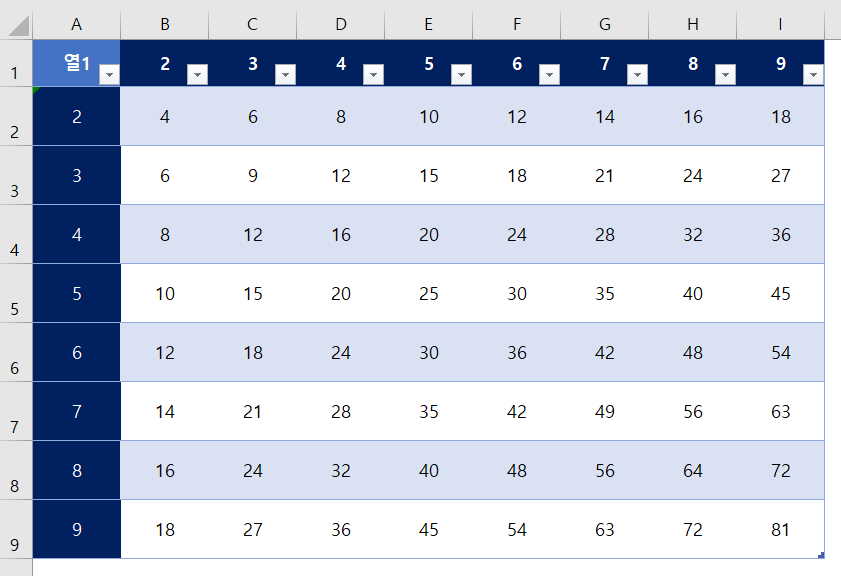 A B C D E F G H I
1 열1 2 3 4 5 6 7 8 9
2 2 4 6 8 10 12 14 16 18
3 3 6 9 12 15 18 21 24 27
4 4 8 12 16 20 24 28 32 36
5 5 10 15 20 25 30 35 40 45
6 6 12 18 24 30 36 42 48 54
7 7 14 21 28 35 42 49 56 63
8 8 16 24 32 40 48 56 64 72
9 9 18 27 36 45 54 63 72 81